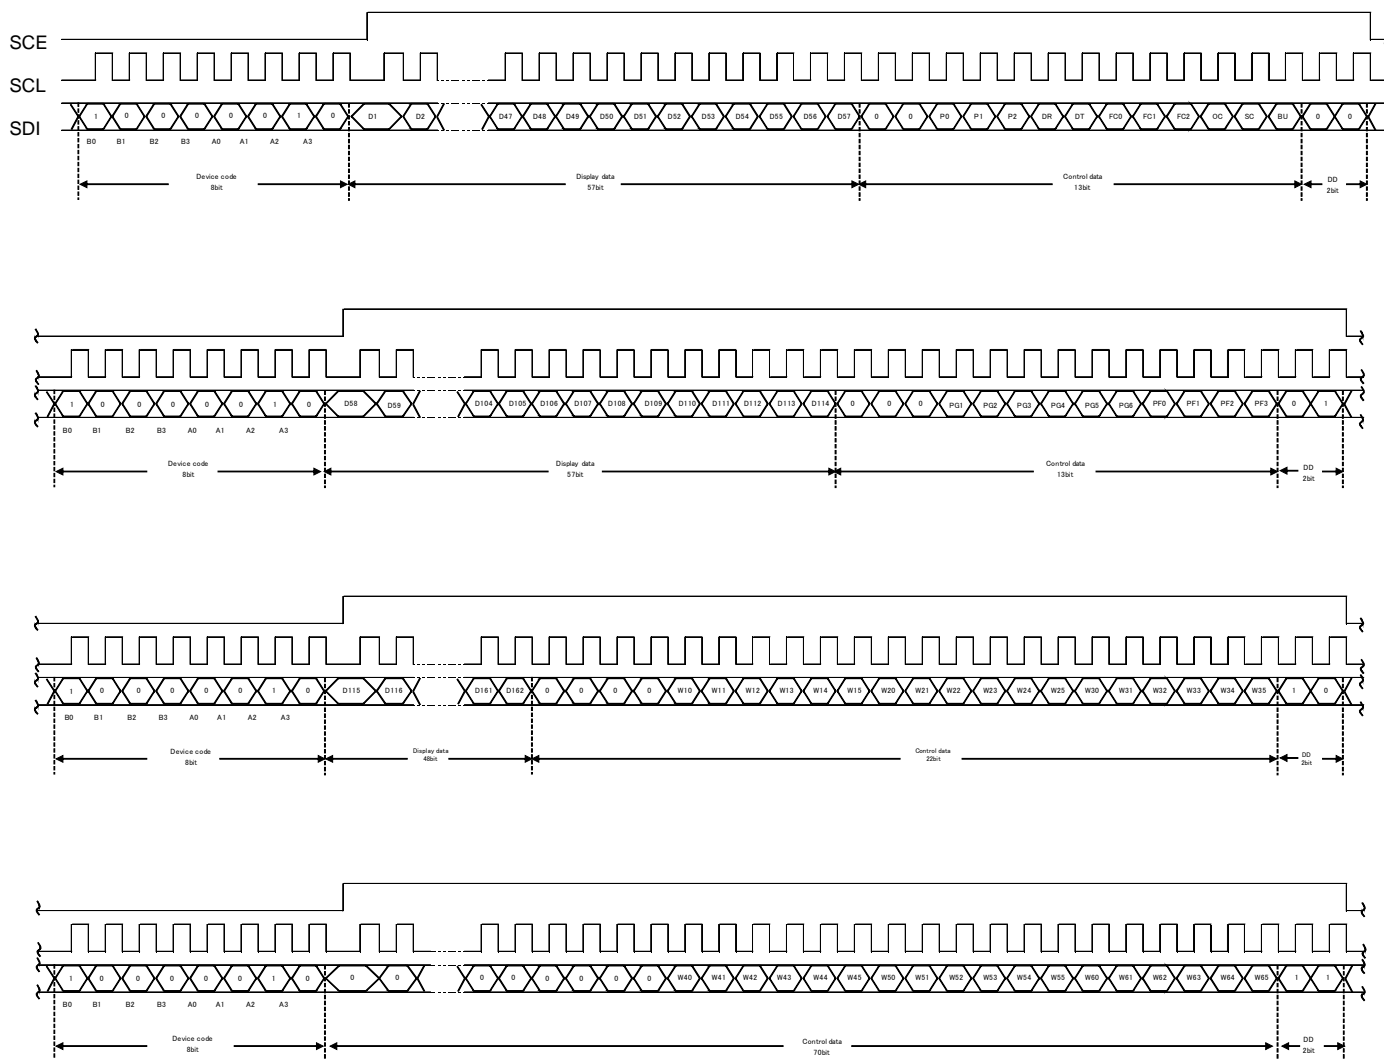 SCE
SCL
SDI
1 0 0 0 0 0 1 0 D1 D2 D47 D48 D49 D50 D51 D52 D53 D54 D55 D56 D57 0 0 P0 P1 P2 DR DT FC0 FC1 FC2 OC SC BU 0 0
B0 B1 B2 B3 A0 A1 A2 A3
Device code Display data Control data DD
8bit 57bit 13bit 2bit
1 0 0 0 0 0 1 0 D58 D59 D104 D105 D106 D107 D108 D109 D110 D111 D112 D113 D114 0 0 0 PG1 PG2 PG3 PG4 PG5 PG6 PF0 PF1 PF2 PF3 0 1
B0 B1 B2 B3 A0 A1 A2 A3
Device code Display data Control data DD
8bit 57bit 13bit 2bit
1 0 0 0 0 0 1 0 D115 D116 D161 D162 0 0 0 0 W10 W11 W12 W13 W14 W15 W20 W21 W22 W23 W24 W25 W30 W31 W32 W33 W34 W35 1 0
B0 B1 B2 B3 A0 A1 A2 A3
Device code Display data Control data DD
8bit 48bit 22bit 2bit
1 0 0 0 0 0 1 0 0 0 0 0 0 0 0 0 W40 W41 W42 W43 W44 W45 W50 W51 W52 W53 W54 W55 W60 W61 W62 W63 W64 W65 1 1
B0 B1 B2 B3 A0 A1 A2 A3
Device code Control data DD
8bit 70bit 2bit